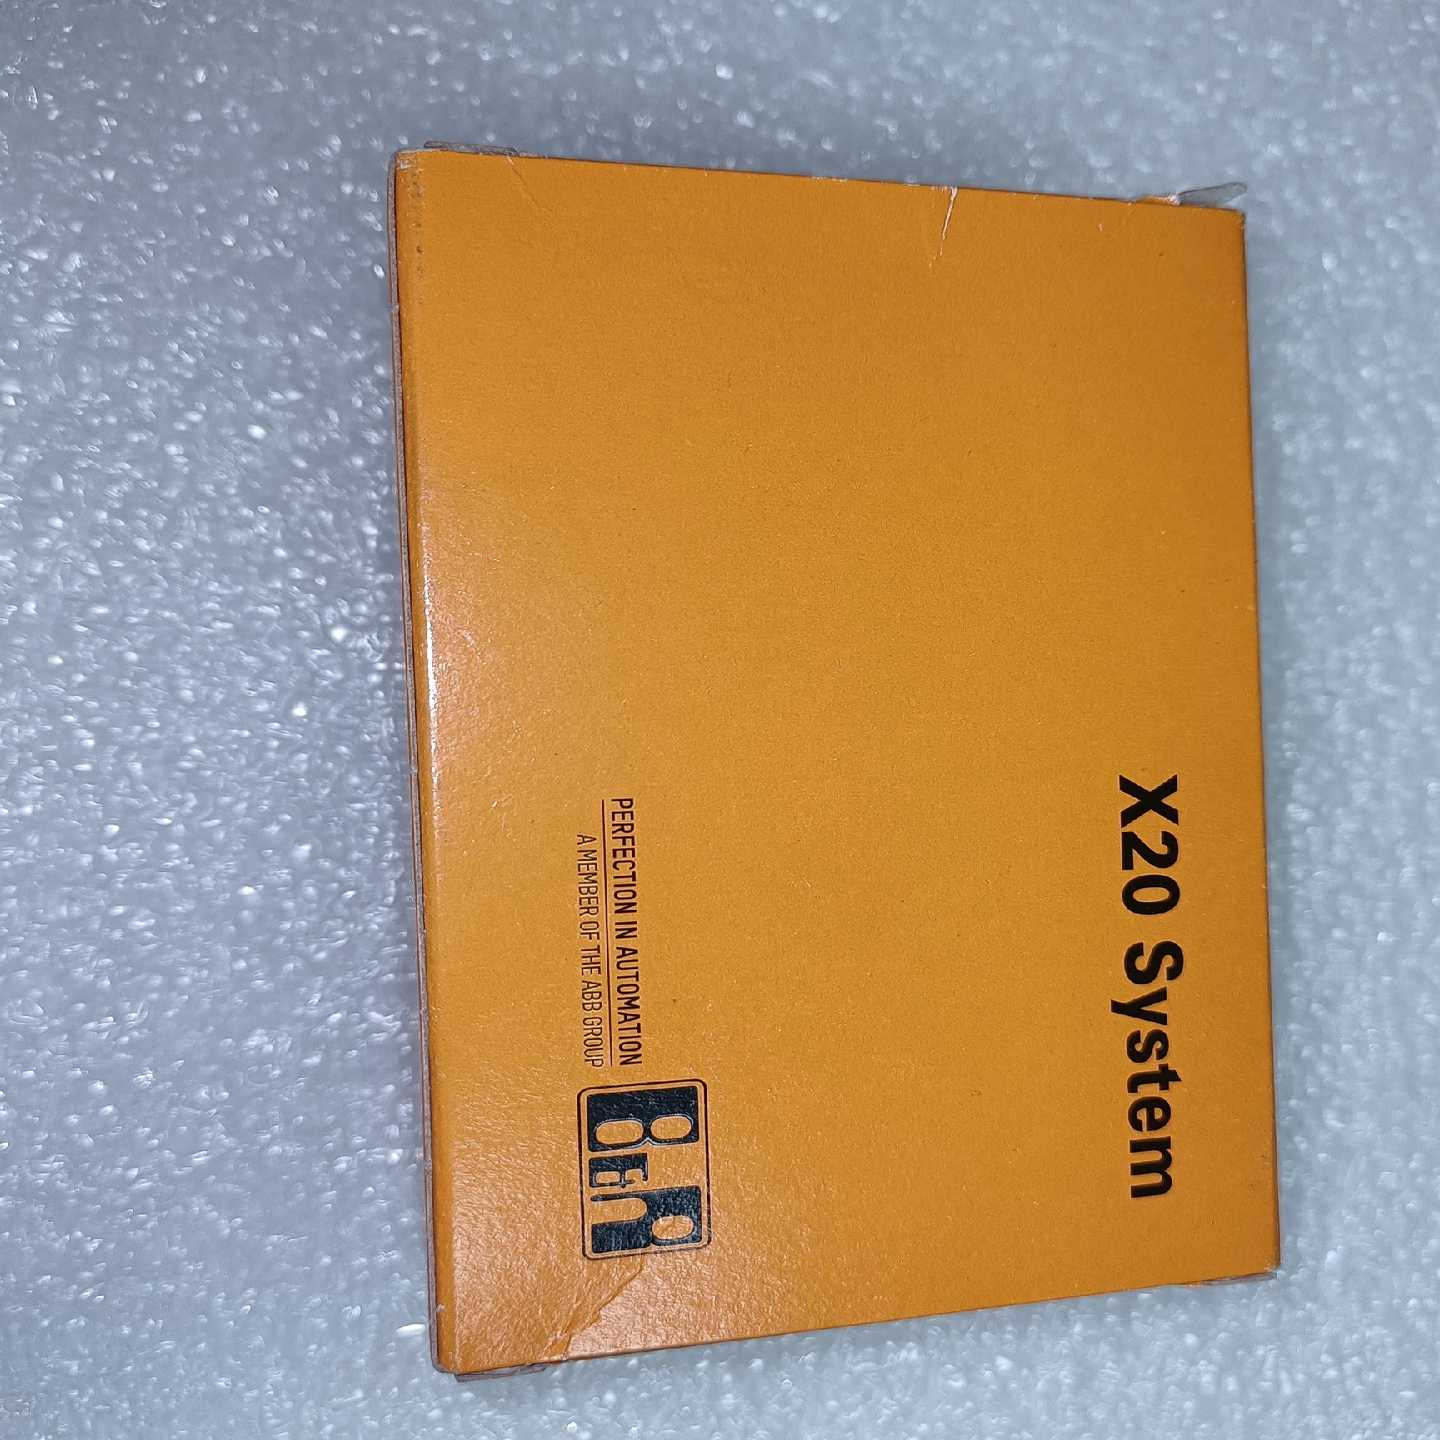 X20 System
PERFECTION IN AUTOMATION
A MEMBER OF THE ABB GROUP
B&R